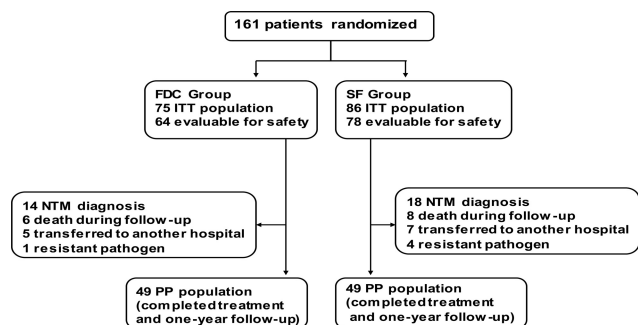 161 patients randomized
FDC Group
75 ITT population
64 evaluable for safety
SF Group
86 ITT population
78 evaluable for safety
14 NTM diagnosis
6 death during follow-up
5 transferred to another hospital
1 resistant pathogen
18 NTM diagnosis
8 death during follow-up
7 transferred to another hospital
4 resistant pathogen
49 PP population
(completed treatment
and one-year follow-up)
49 PP population
(completed treatment
and one-year follow-up)